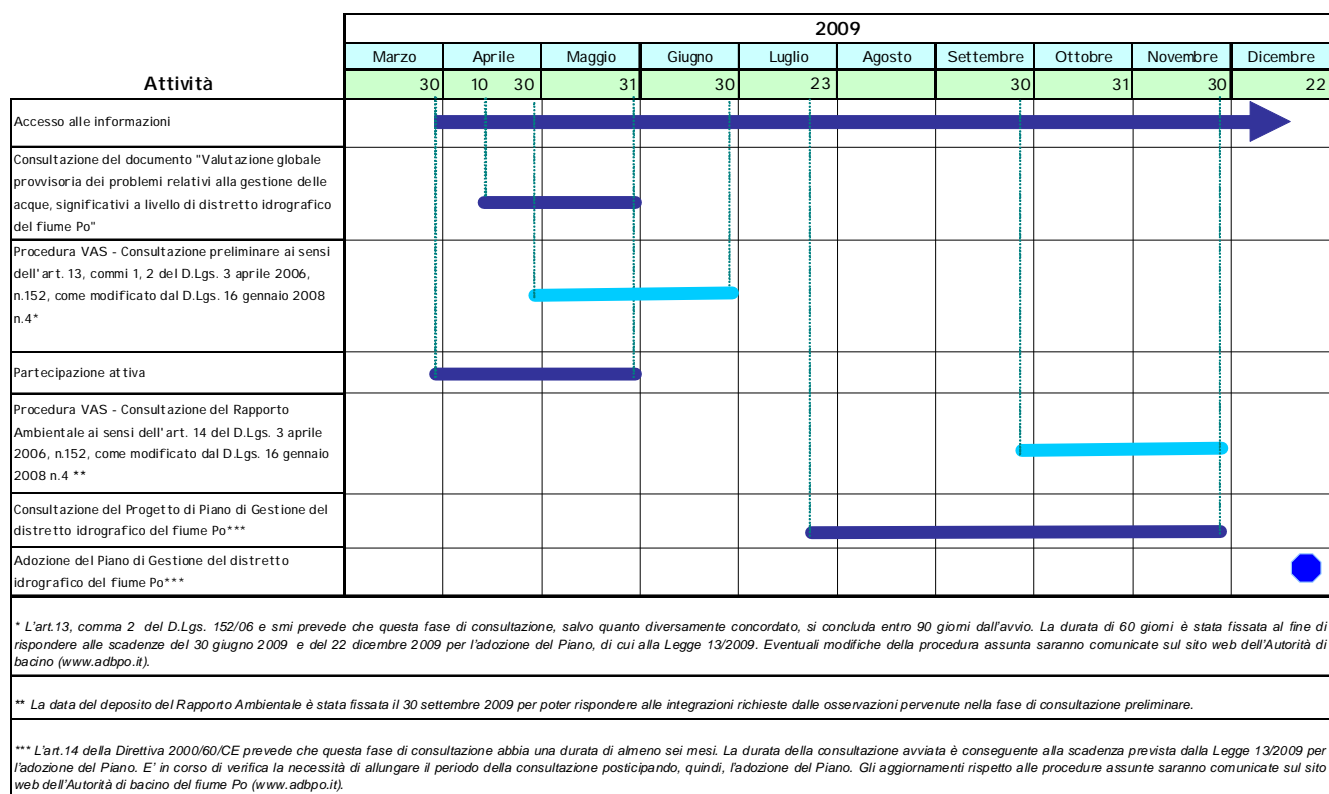 2009
Attività
Marzo Aprile Maggio Giugno Luglio Agosto Settembre Ottobre Novembre Dicembre
30 10 30 31 30 23 30 31 30 22
Accesso alle informazioni
Consultazione del documento "Valutazione globale
provvisoria dei problemi relativi alla gestione delle
acque, significativi a livello di distretto idrografico
del fiume Po"
Procedura VAS - Consultazione preliminare ai sensi
dell'art. 13, commi 1, 2 del D.Lgs. 3 aprile 2006,
n.152, come modificato dal D.Lgs. 16 gennaio 2008
n.4*
Partecipazione attiva
Procedura VAS - Consultazione del Rapporto
Ambientale ai sensi dell'art. 14 del D.Lgs. 3 aprile
2006, n.152, come modificato dal D.Lgs. 16 gennaio
2008 n.4 **
Consultazione del Progetto di Piano di Gestione del
distretto idrografico del fiume Po***
Adozione del Piano di Gestione del distretto
idrografico del fiume Po***
* L'art.13, comma 2 del D.Lgs. 152/06 e smi prevede che questa fase di consultazione, salvo quanto diversamente concordato, si concluda entro 90 giorni dall'avvio. La durata di 60 giorni è stata fissata al fine di
rispondere alle scadenze del 30 giugno 2009 e del 22 dicembre 2009 per l'adozione del Piano, di cui alla Legge 13/2009. Eventuali modifiche della procedura assunta saranno comunicate sul sito web dell'Autorità di
bacino (www.adbpo.it).
** La data del deposito del Rapporto Ambientale è stata fissata il 30 settembre 2009 per poter rispondere alle integrazioni richieste dalle osservazioni pervenute nella fase di consultazione preliminare.
*** L'art.14 della Direttiva 2000/60/CE prevede che questa fase di consultazione abbia una durata di almeno sei mesi. La durata della consultazione avviata è conseguente alla scadenza prevista dalla Legge 13/2009 per
l'adozione del Piano. E' in corso di verifica la necessità di allungare il periodo della consultazione posticipando, quindi, l'adozione del Piano. Gli aggiornamenti rispetto alle procedure assunte saranno comunicate sul sito
web dell'Autorità di bacino del fiume Po (www.adbpo.it).